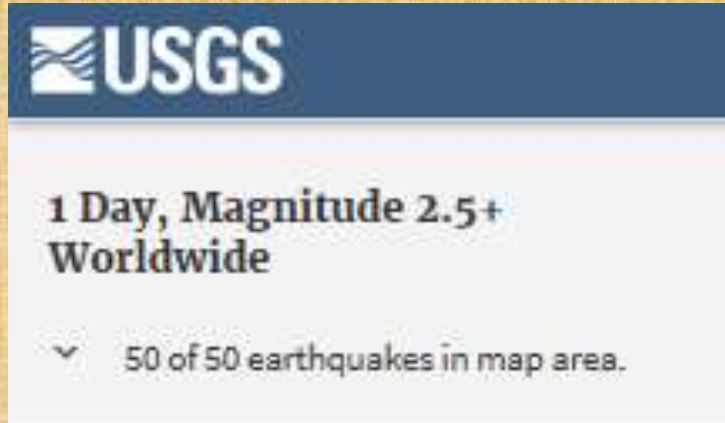 USGS
1 Day, Magnitude 2.5+
Worldwide
50 of 50 earthquakes in map area.